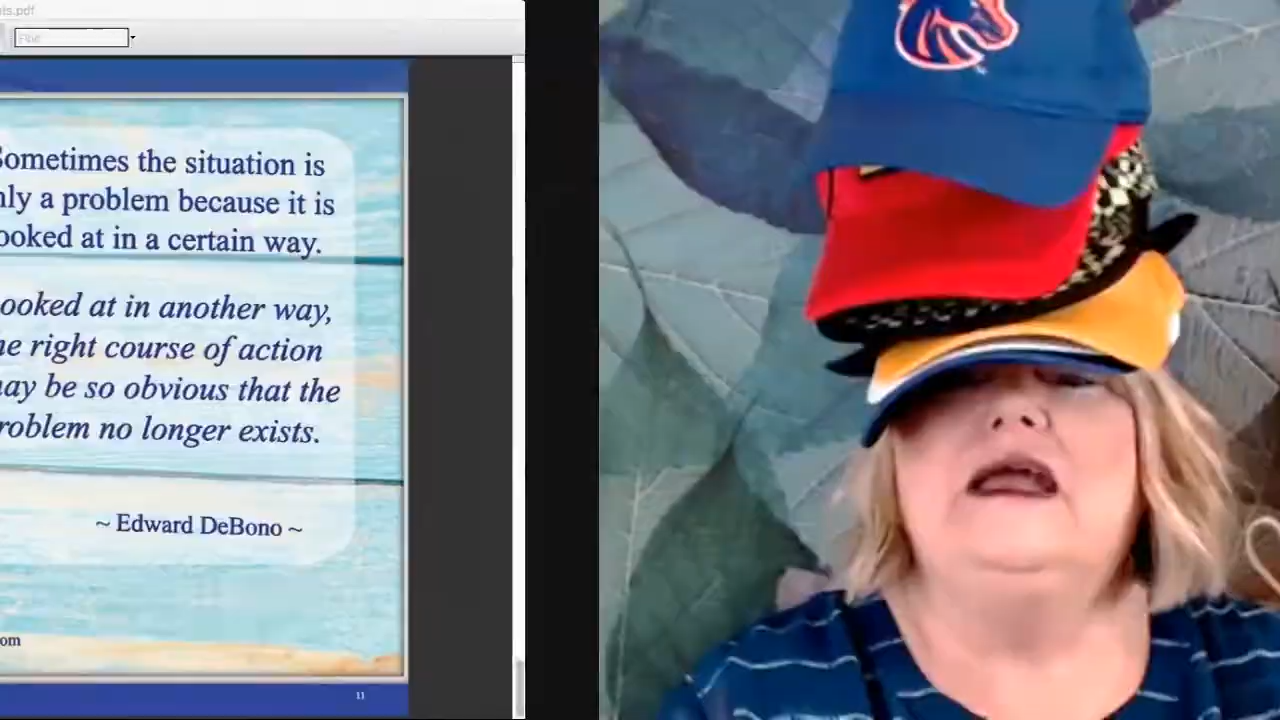 ts.pdf
Sometimes the situation is
nly a problem because it is
ooked at in a certain way.
ooked at in another way,
he right course of action
ay be so obvious that the
roblem no longer exists.
~ Edward DeBono ~
om
11